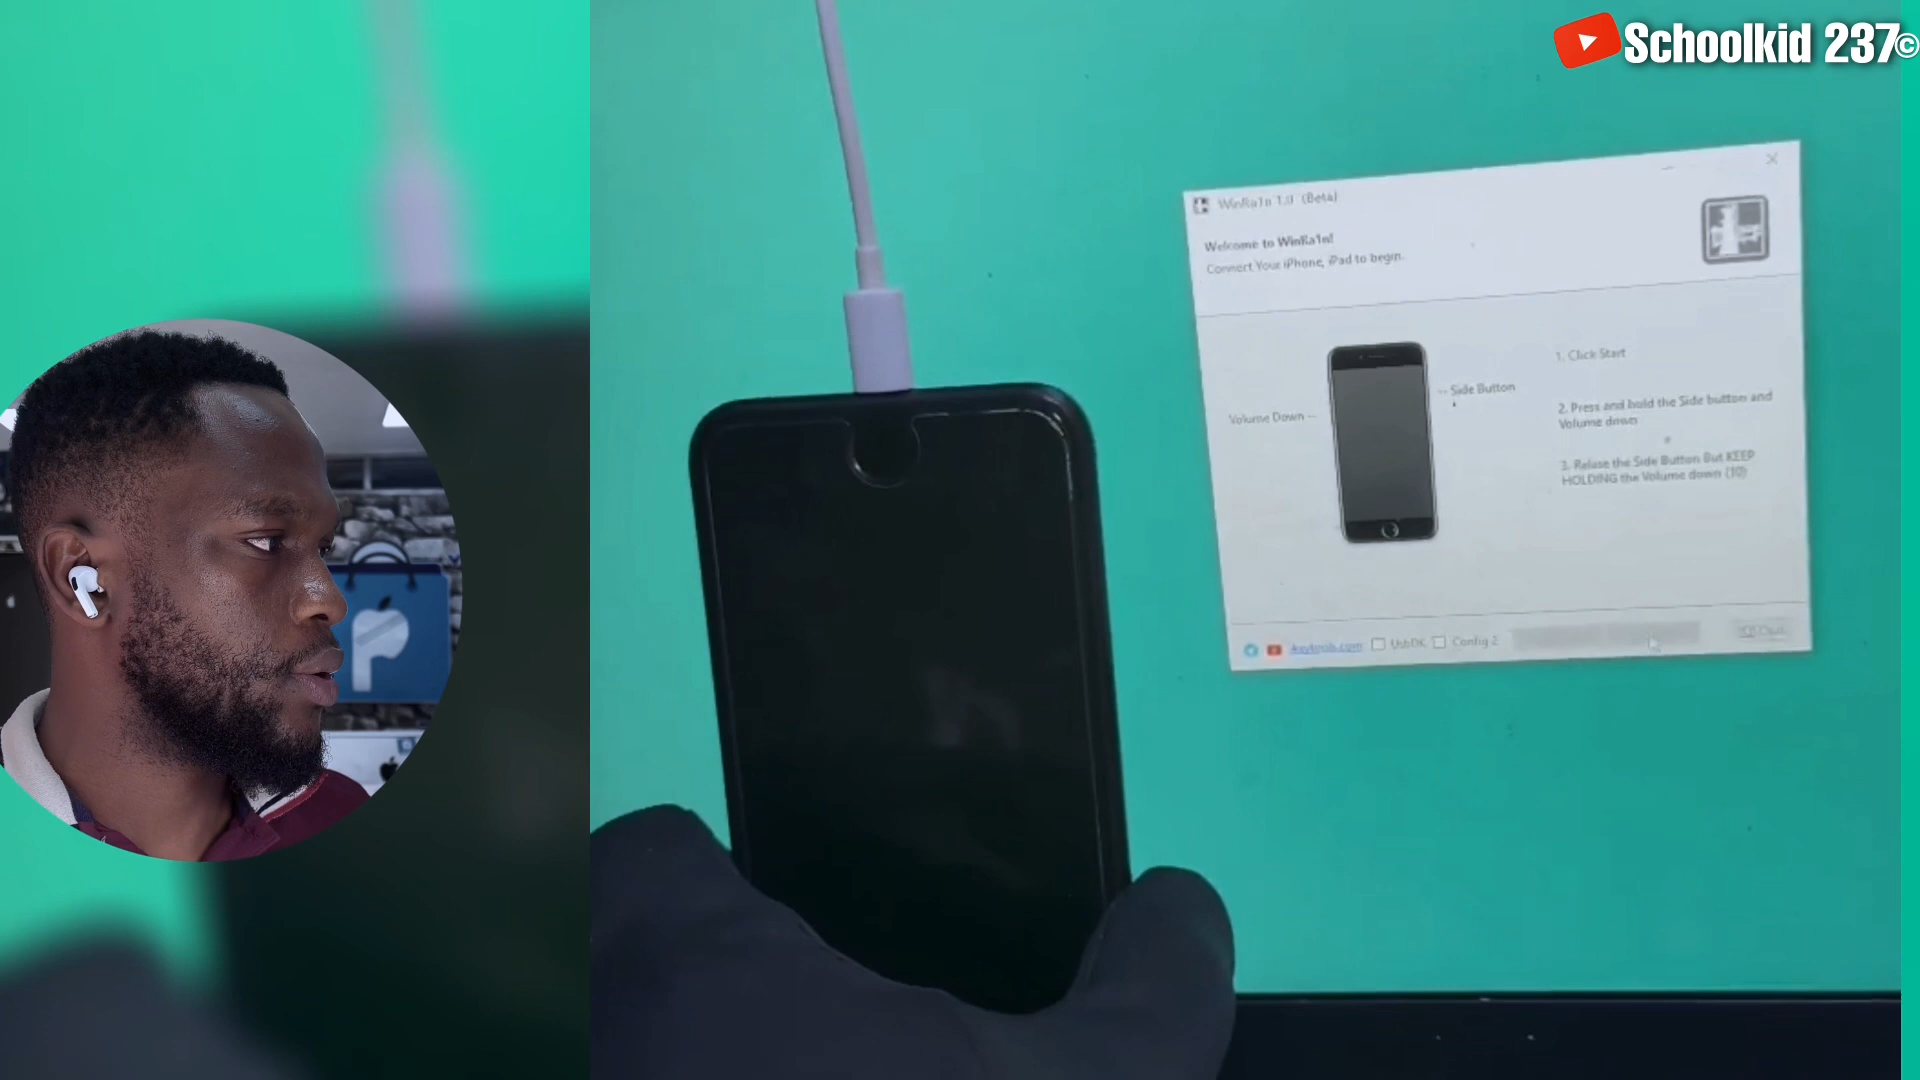 Schoolkid 237©
WinRa1n 1.0 (Beta)
Welcome to WinRa1n!
Connect Your iPhone, iPad to begin.
1. Click Start
-- Side Button
Volume Down --
2. Press and hold the Side button and
Volume down
3. Relase the Side Button But KEEP
HOLDING the Volume down (10)
UsbDK
Config 2